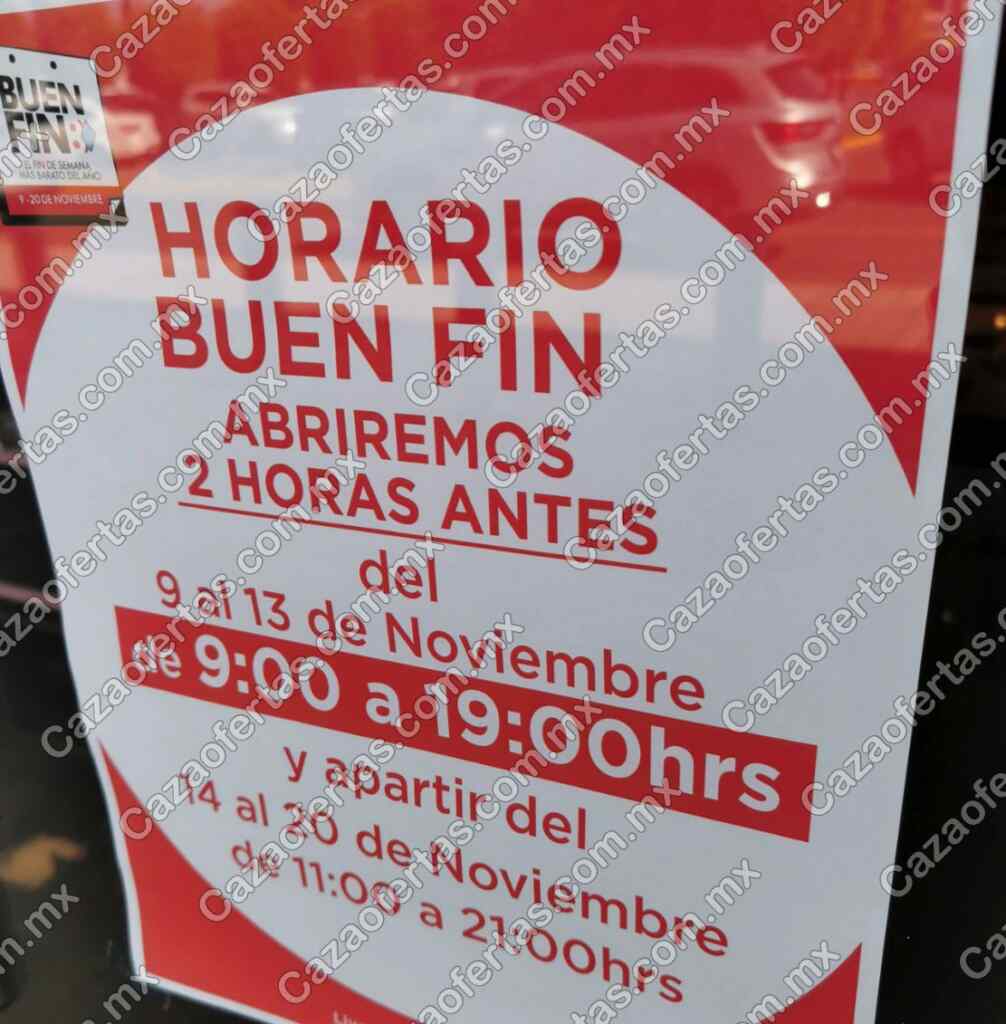 BUEN
FIN
EL FIN DE SEMANA
MÁS BARATO DEL AÑO
9 - 20 DE NOVIEMBRE
HORARIO
BUEN FIN
ABRIREMOS
2 HORAS ANTES
del
9 al 13 de Noviembre
de 9:00 a 19:00hrs
y apartir del
14 al 20 de Noviembre
de 11:00 a 21:00hrs
Cazaofertas.com.mx